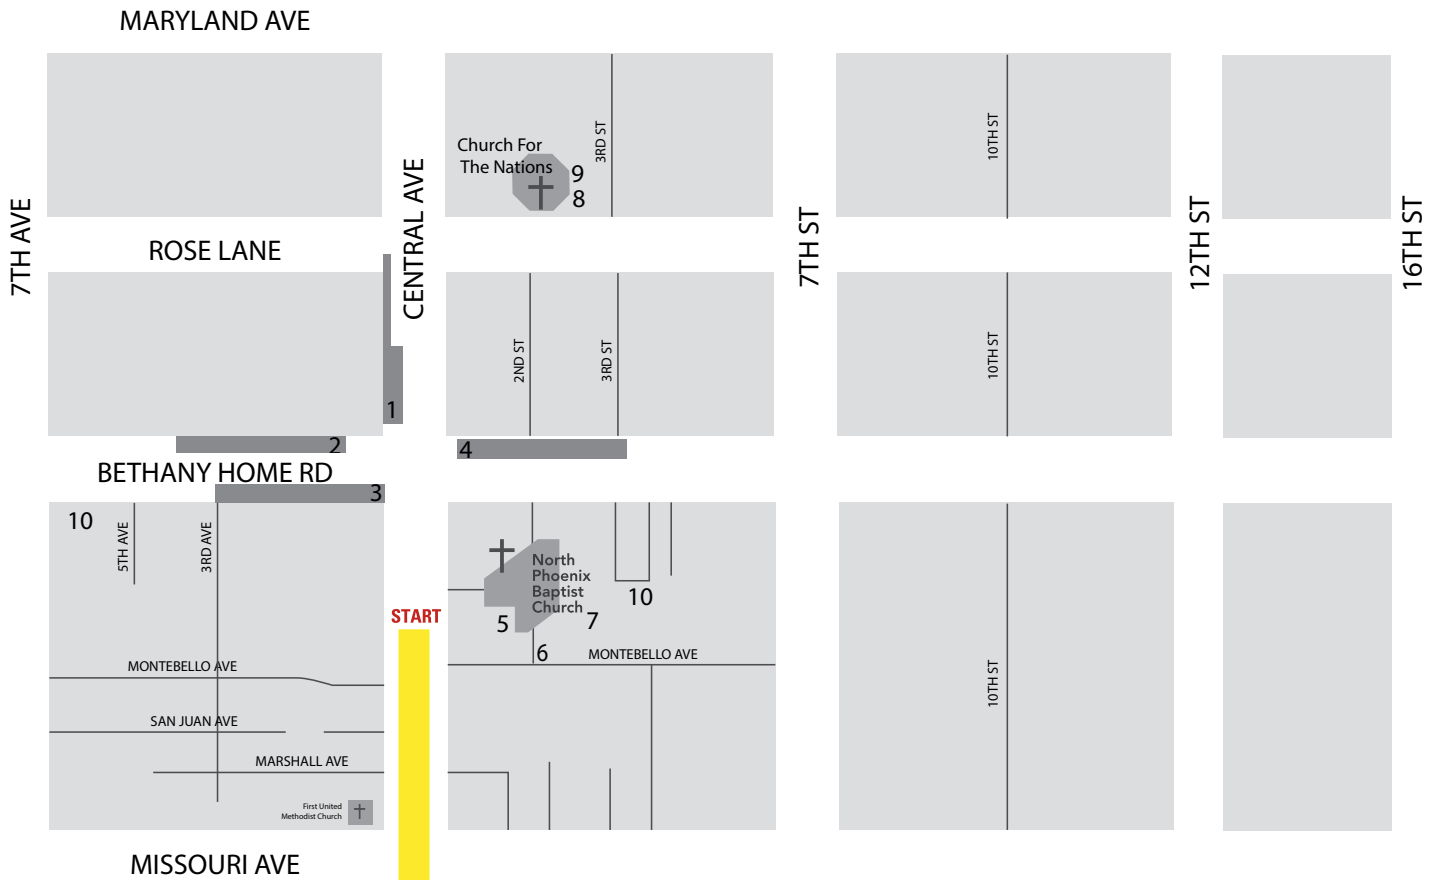 MARYLAND AVE
Church For
The Nations
9
8
3RD ST
10TH ST
7TH AVE
CENTRAL AVE
7TH ST
12TH ST
16TH ST
ROSE LANE
2ND ST
3RD ST
10TH ST
1
2
4
BETHANY HOME RD
3
10
5TH AVE
3RD AVE
North
Phoenix
Baptist
Church
10
START
5
7
6
MONTEBELLO AVE
MONTEBELLO AVE
10TH ST
SAN JUAN AVE
MARSHALL AVE
First United
Methodist Church
MISSOURI AVE